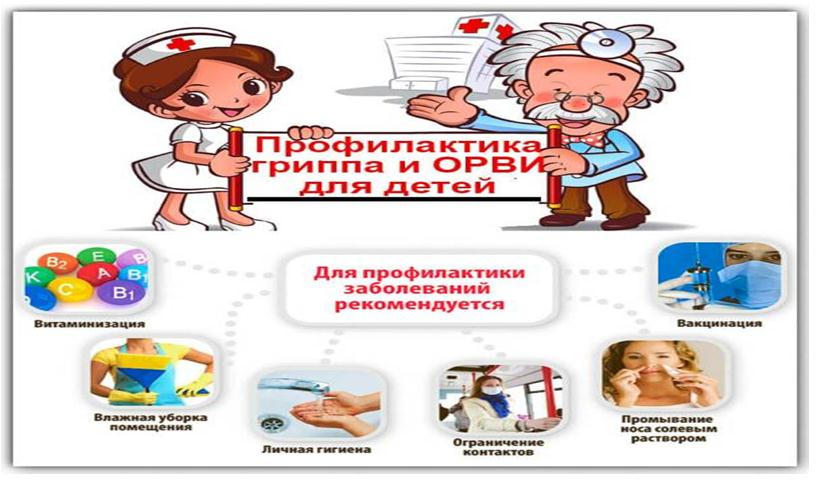 Профилактика
гриппа и ОРВИ
для детей
Для профилактики
заболеваний
рекомендуется
B2
E
B
K
A
B1
C
B1
Витаминизация
Вакцинация
Влажная уборка
помещения
Личная гигиена
Ограничение
контактов
Промывание
носа солевым
раствором